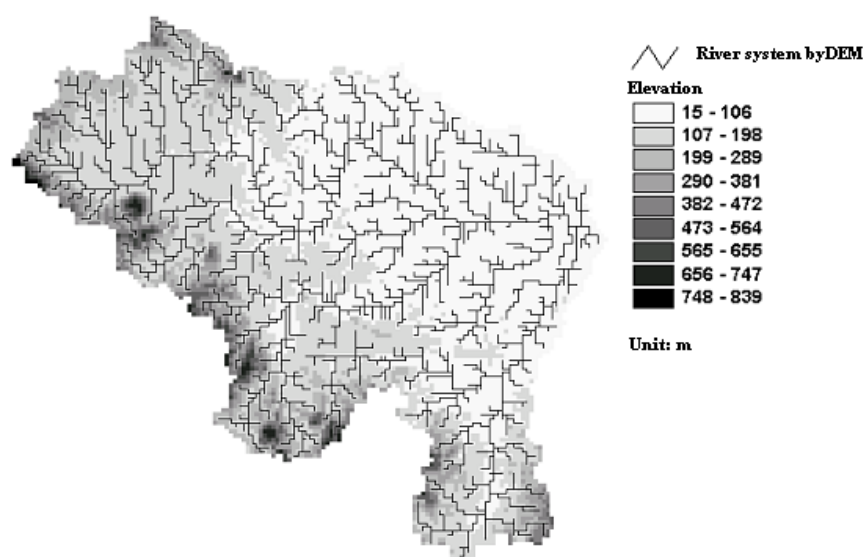 River system byDEM
Elevation
15 - 106
107 - 198
199 - 289
290 - 381
382 - 472
473 - 564
565 - 655
656 - 747
748 - 839
Unit: m